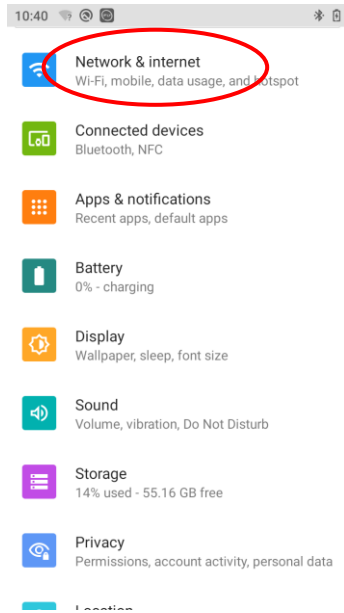 10:40
Network & internet
Wi-Fi, mobile, data usage, and hotspot
Connected devices
Bluetooth, NFC
Apps & notifications
Recent apps, default apps
Battery
0% - charging
Display
Wallpaper, sleep, font size
Sound
Volume, vibration, Do Not Disturb
Storage
14% used - 55.16 GB free
Privacy
Permissions, account activity, personal data
Location